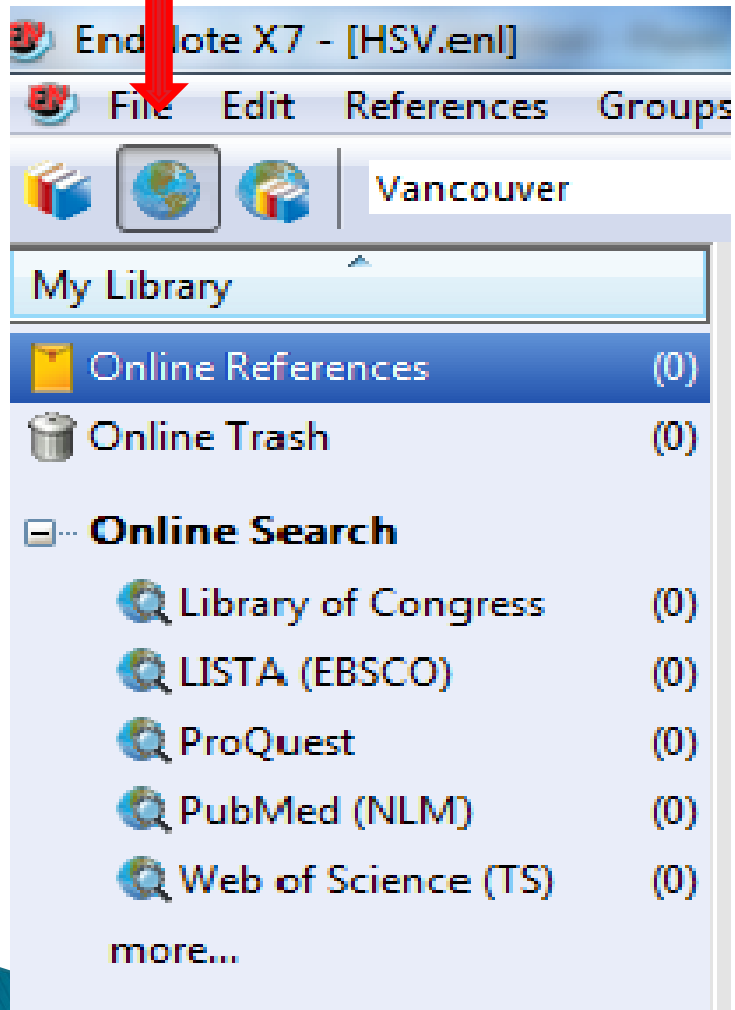 EndNote X7 - [HSV.enl]
File Edit References Groups
Vancouver
My Library
Online References (0)
Online Trash (0)
Online Search
Library of Congress (0)
LISTA (EBSCO) (0)
ProQuest (0)
PubMed (NLM) (0)
Web of Science (TS) (0)
more...